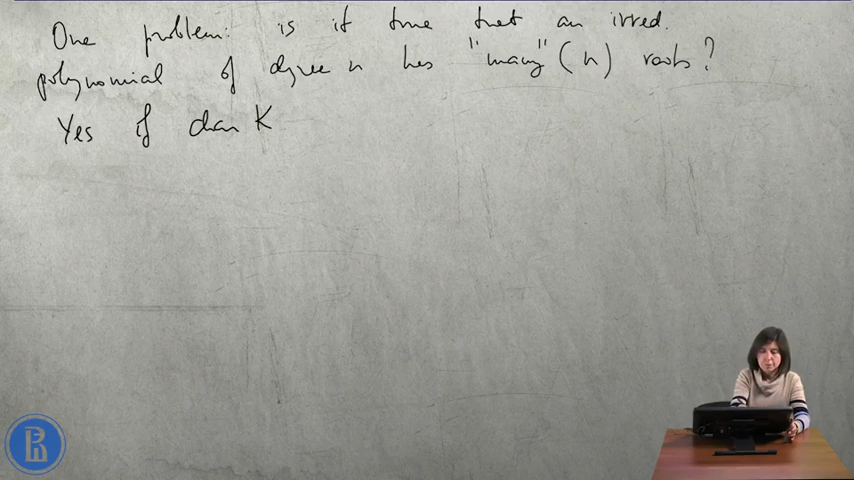 One problem: is it true that an irred.
polynomial of degree n has "many" (n) roots?
Yes if char K